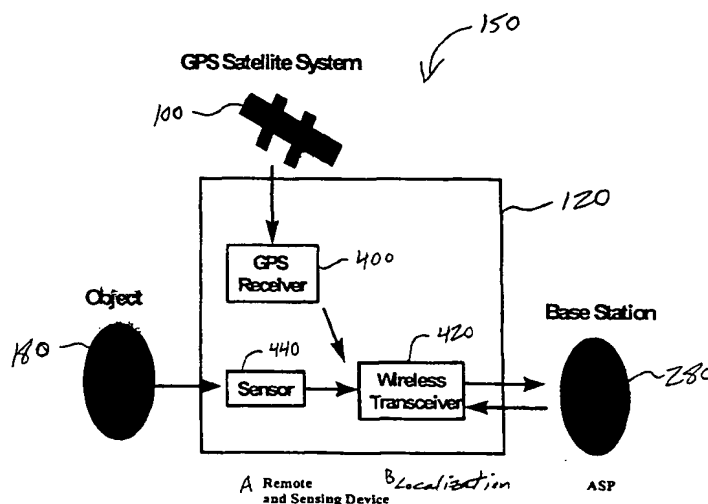 150
GPS Satellite System
100
120
GPS
Receiver
400
Object
Base Station
180
440
420
Sensor
Wireless
Transceiver
280
A Remote B Localization
and Sensing Device
ASP